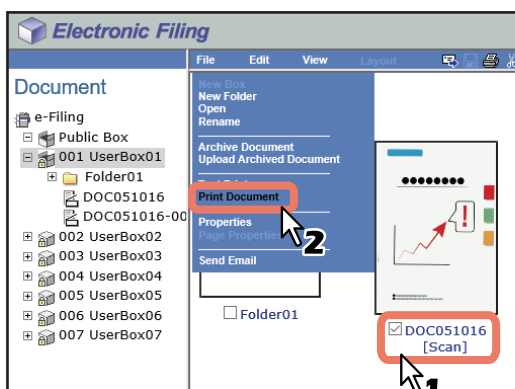 Electronic Filing
File Edit View Layout
Document
e-Filing
Public Box
001 UserBox01
Folder01
DOC051016
DOC051016-00
002 UserBox02
003 UserBox03
004 UserBox04
005 UserBox05
006 UserBox06
007 UserBox07
New Box
New Folder
Open
Rename
Archive Document
Upload Archived Document
Print Document
Properties
Page Properties
Send Email
2
Folder01
!
DOC051016
[Scan]
1